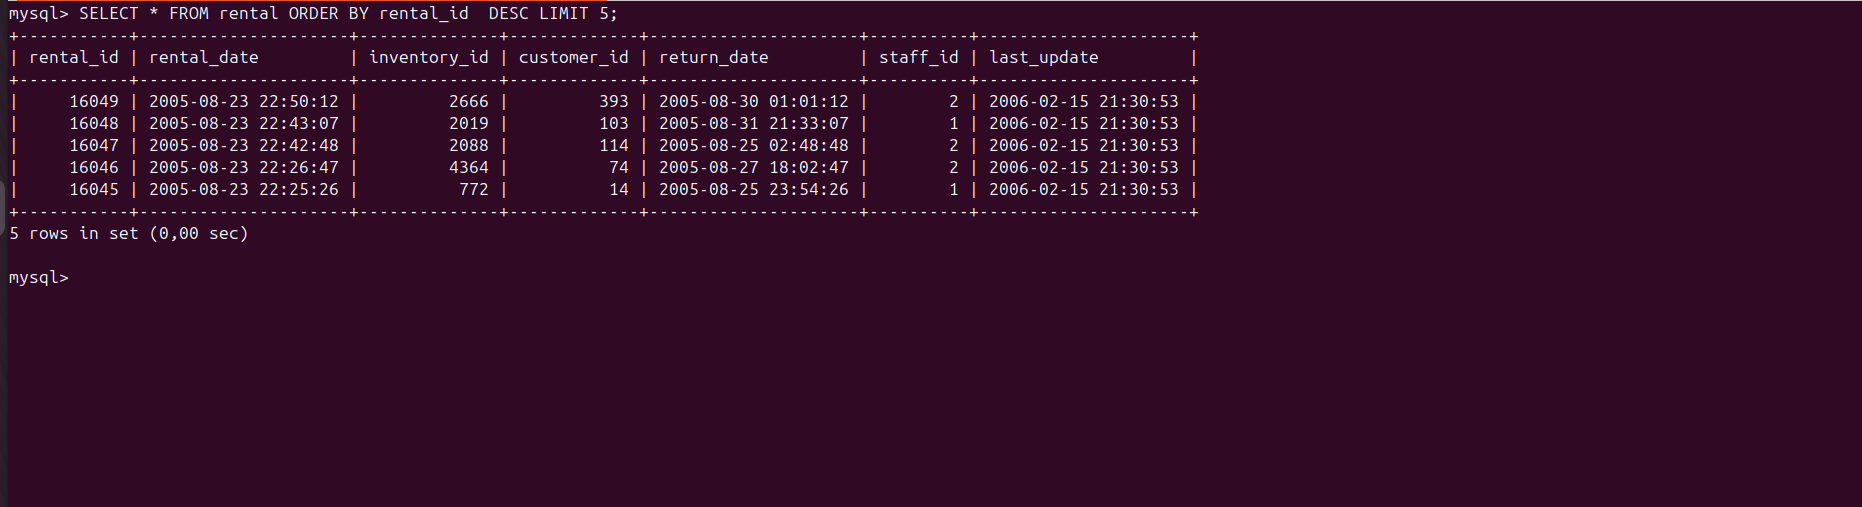 mysql> SELECT * FROM rental ORDER BY rental_id  DESC LIMIT 5;
+-----------+---------------------+--------------+-------------+---------------------+----------+---------------------+
| rental_id | rental_date         | inventory_id | customer_id | return_date         | staff_id | last_update         |
+-----------+---------------------+--------------+-------------+---------------------+----------+---------------------+
|     16049 | 2005-08-23 22:50:12 |         2666 |         393 | 2005-08-30 01:01:12 |        2 | 2006-02-15 21:30:53 |
|     16048 | 2005-08-23 22:43:07 |         2019 |         103 | 2005-08-31 21:33:07 |        1 | 2006-02-15 21:30:53 |
|     16047 | 2005-08-23 22:42:48 |         2088 |         114 | 2005-08-25 02:48:48 |        2 | 2006-02-15 21:30:53 |
|     16046 | 2005-08-23 22:26:47 |         4364 |          74 | 2005-08-27 18:02:47 |        2 | 2006-02-15 21:30:53 |
|     16045 | 2005-08-23 22:25:26 |          772 |          14 | 2005-08-25 23:54:26 |        1 | 2006-02-15 21:30:53 |
+-----------+---------------------+--------------+-------------+---------------------+----------+---------------------+
5 rows in set (0,00 sec)

mysql>